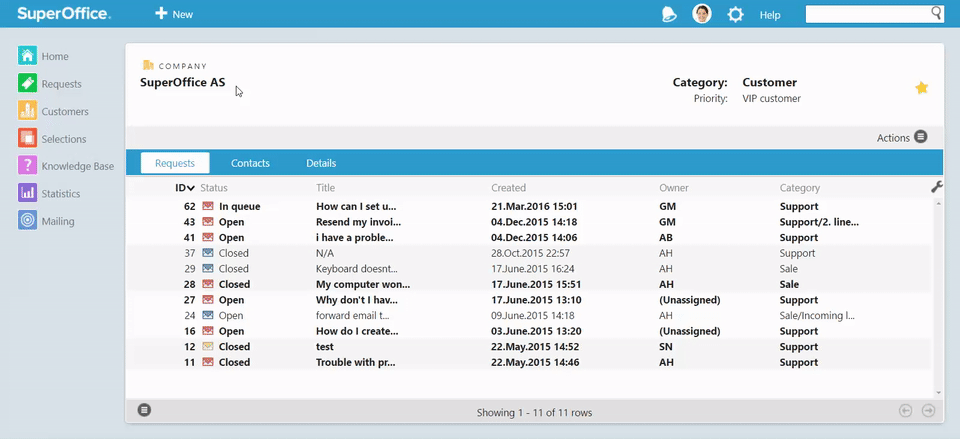 SuperOffice.
New
Help
Home
Requests
Customers
Selections
Knowledge Base
Statistics
Mailing
COMPANY
SuperOffice AS
Category: Customer
Priority: VIP customer
Actions
Requests Contacts Details
ID Status Title Created Owner Category
62 In queue How can I set u... 21.Mar.2016 15:01 GM Support
43 Open Resend my invoi... 04.Dec.2015 14:18 GM Support/2. line...
41 Open i have a proble... 04.Dec.2015 14:06 AB Support
37 Closed N/A 28.Oct.2015 22:57 AH Support
29 Closed Keyboard doesnt... 17.June.2015 16:24 AH Sale
28 Closed My computer won... 17.June.2015 15:51 AH Sale
27 Open Why don't I hav... 17.June.2015 13:10 (Unassigned) Support
24 Open forward email t... 09.June.2015 14:18 AH Sale/Incoming l...
16 Open How do I create... 03.June.2015 13:20 (Unassigned) Support
12 Closed test 22.May.2015 14:52 SN Support
11 Closed Trouble with pr... 22.May.2015 14:46 AH Support
Showing 1 - 11 of 11 rows